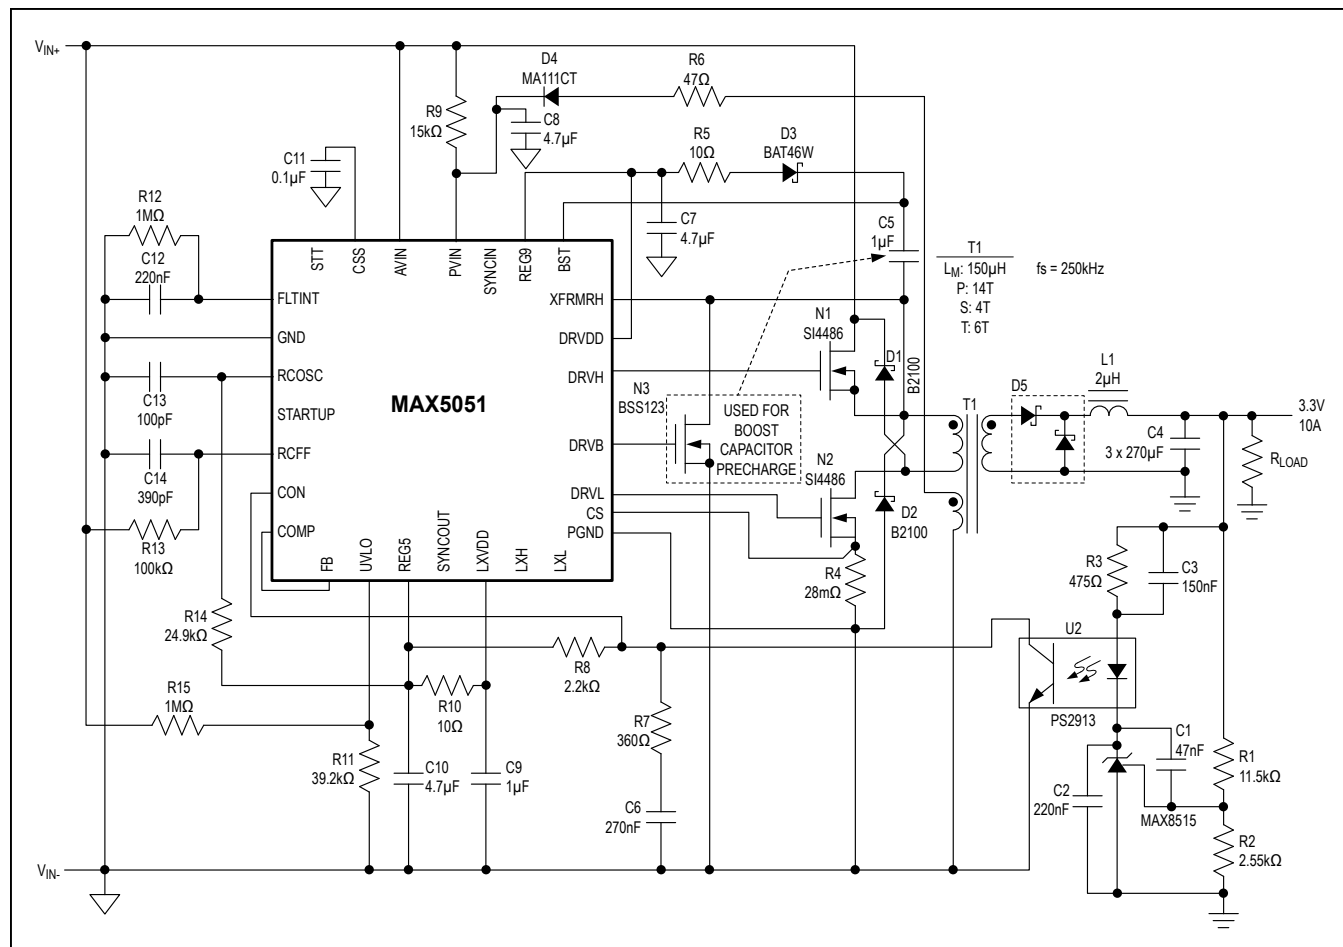 VIN+
D4
MA111CT
R6
47Ω
R9
15kΩ
C8
4.7µF
R5
10Ω
D3
BAT46W
C11
0.1µF
R12
1MΩ
C12
220nF
C7
4.7µF
C5
1µF
T1
LM: 150µH
P: 14T
S: 4T
T: 6T
fs = 250kHz
STT
CSS
AVIN
PVIN
SYNCIN
REG9
BST
FLTINT
GND
RCOSC
STARTUP
RCFF
CON
COMP
MAX5051
XFRMRH
DRVDD
DRVH
DRVB
DRVL
CS
PGND
FB
UVLO
REG5
SYNCOUT
LXVDD
LXH
LXL
C13
100pF
C14
390pF
R13
100kΩ
N1
SI4486
D1
B2100
N3
BSS123
USED FOR
BOOST
CAPACITOR
PRECHARGE
N2
SI4486
D2
B2100
T1
D5
L1
2µH
C4
3 x 270µF
3.3V
10A
RLOAD
R4
28mΩ
R3
475Ω
C3
150nF
R14
24.9kΩ
R15
1MΩ
R8
2.2kΩ
R10
10Ω
R7
360Ω
U2
PS2913
R11
39.2kΩ
C10
4.7µF
C9
1µF
C6
270nF
C1
47nF
R1
11.5kΩ
C2
220nF
MAX8515
R2
2.55kΩ
VIN-